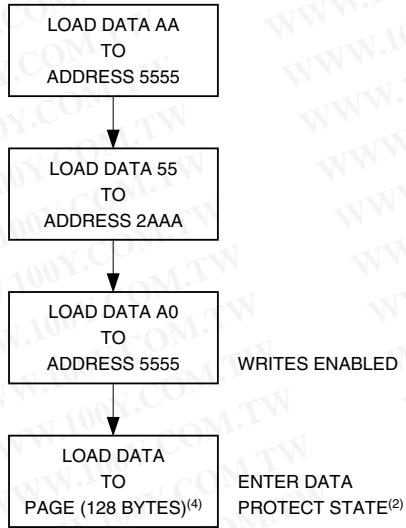 LOAD DATA AA
TO
ADDRESS 5555
LOAD DATA 55
TO
ADDRESS 2AAA
LOAD DATA A0
TO
ADDRESS 5555
WRITES ENABLED
LOAD DATA
TO
PAGE (128 BYTES)(4)
ENTER DATA
PROTECT STATE(2)